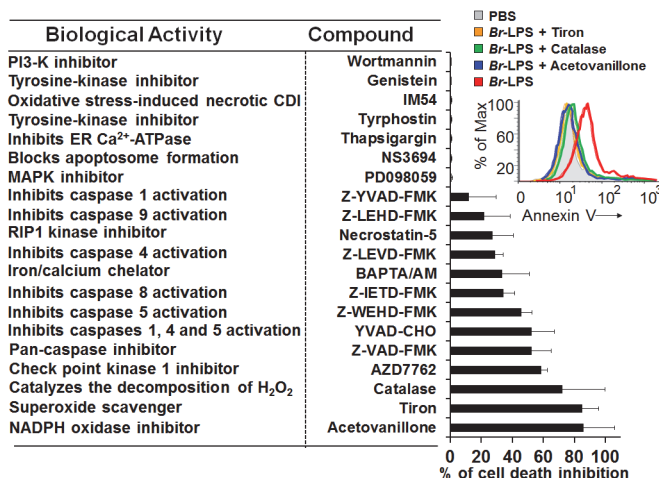 Biological Activity Compound
PI3-K inhibitor Wortmannin
Tyrosine-kinase inhibitor Genistein
Oxidative stress-induced necrotic CDI IM54
Tyrosine-kinase inhibitor Tyrphostin
Inhibits ER Ca²⁺-ATPase Thapsigargin
Blocks apoptosome formation NS3694
MAPK inhibitor PD098059
Inhibits caspase 1 activation Z-YVAD-FMK
Inhibits caspase 9 activation Z-LEHD-FMK
RIP1 kinase inhibitor Necrostatin-5
Inhibits caspase 4 activation Z-LEVD-FMK
Iron/calcium chelator BAPTA/AM
Inhibits caspase 8 activation Z-IETD-FMK
Inhibits caspase 5 activation Z-WEHD-FMK
Inhibits caspases 1, 4 and 5 activation YVAD-CHO
Pan-caspase inhibitor Z-VAD-FMK
Check point kinase 1 inhibitor AZD7762
Catalyzes the decomposition of H₂O₂ Catalase
Superoxide scavenger Tiron
NADPH oxidase inhibitor Acetovanillone
0 20 40 60 80 100
% of cell death inhibition
PBS
Br-LPS + Tiron
Br-LPS + Catalase
Br-LPS + Acetovanillone
Br-LPS
% of Max
100
80
60
40
20
0 10¹ 10² 10³
Annexin V→